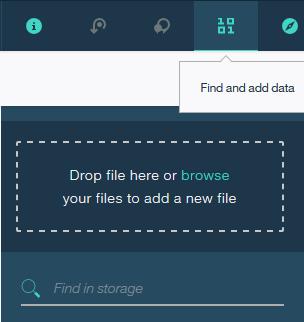 Find and add data
Drop file here or browse
your files to add a new file
Find in storage